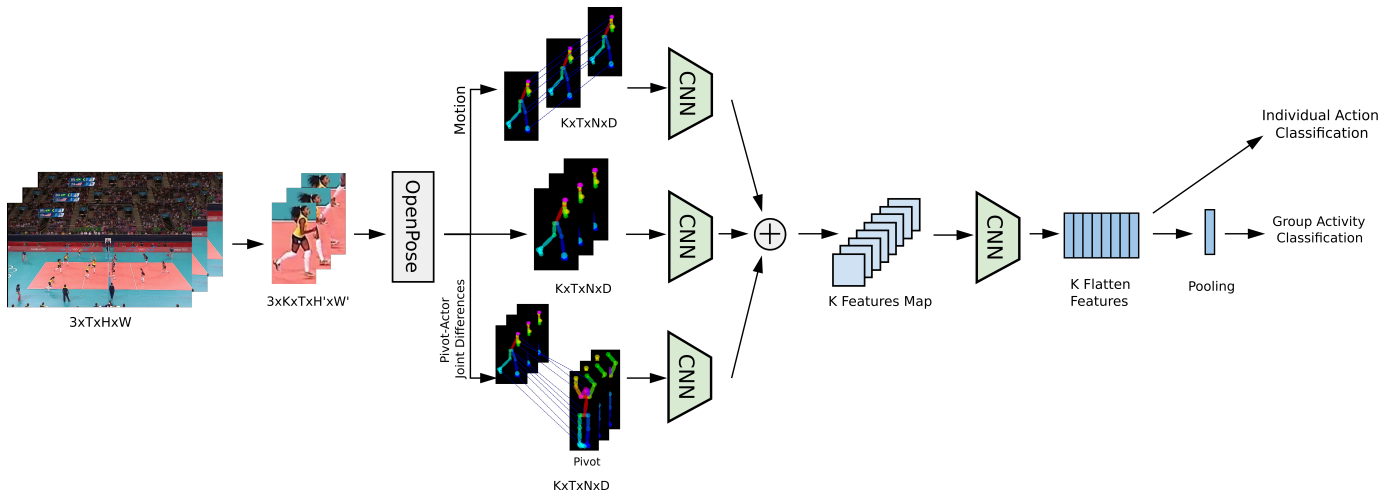 3xTxHxW
3xKxTxH'xW'
OpenPose
Motion
Pivot-Actor
Joint Differences
KxTxNxD
KxTxNxD
Pivot
KxTxNxD
CNN
CNN
CNN
+
K Features Map
CNN
K Flatten
Features
Pooling
Individual Action
Classification
Group Activity
Classification